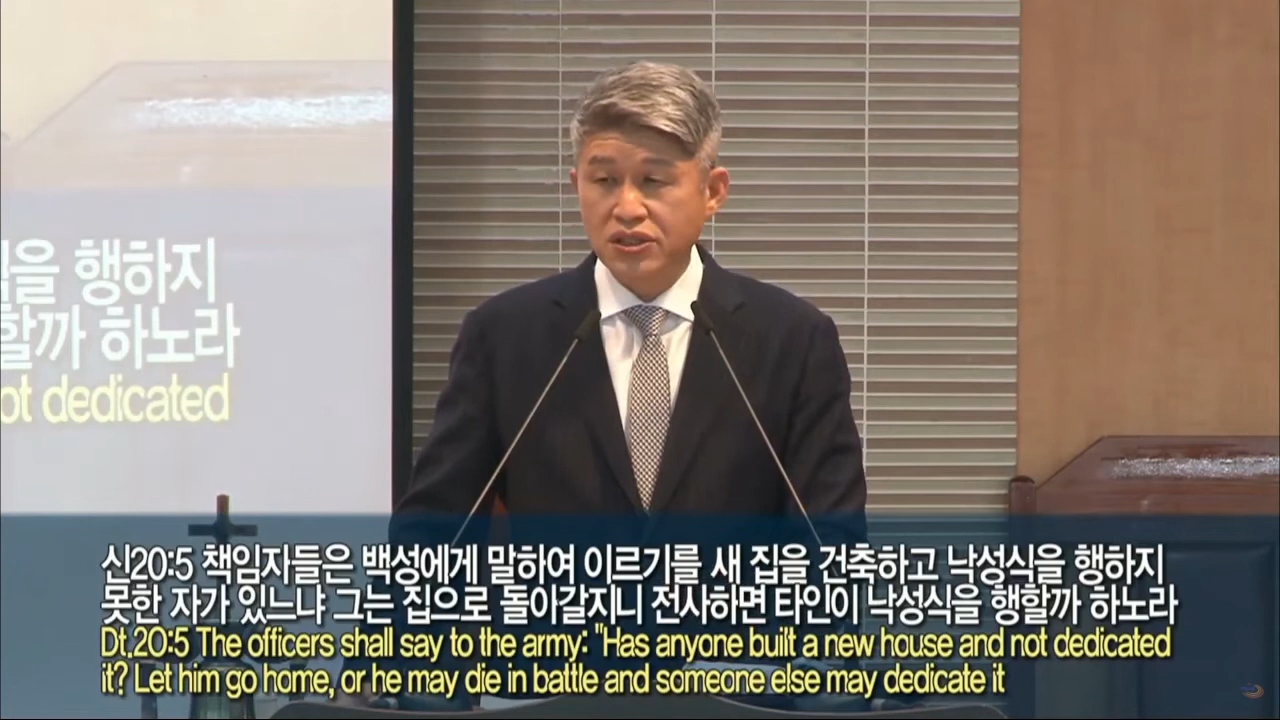 을 행하지
할까 하노라
not dedicated
신20:5 책임자들은 백성에게 말하여 이르기를 새 집을 건축하고 낙성식을 행하지
못한 자가 있느냐 그는 집으로 돌아갈지니 전사하면 타인이 낙성식을 행할까 하노라
Dt.20:5 The officers shall say to the army: "Has anyone built a new house and not dedicated
it? Let him go home, or he may die in battle and someone else may dedicate it